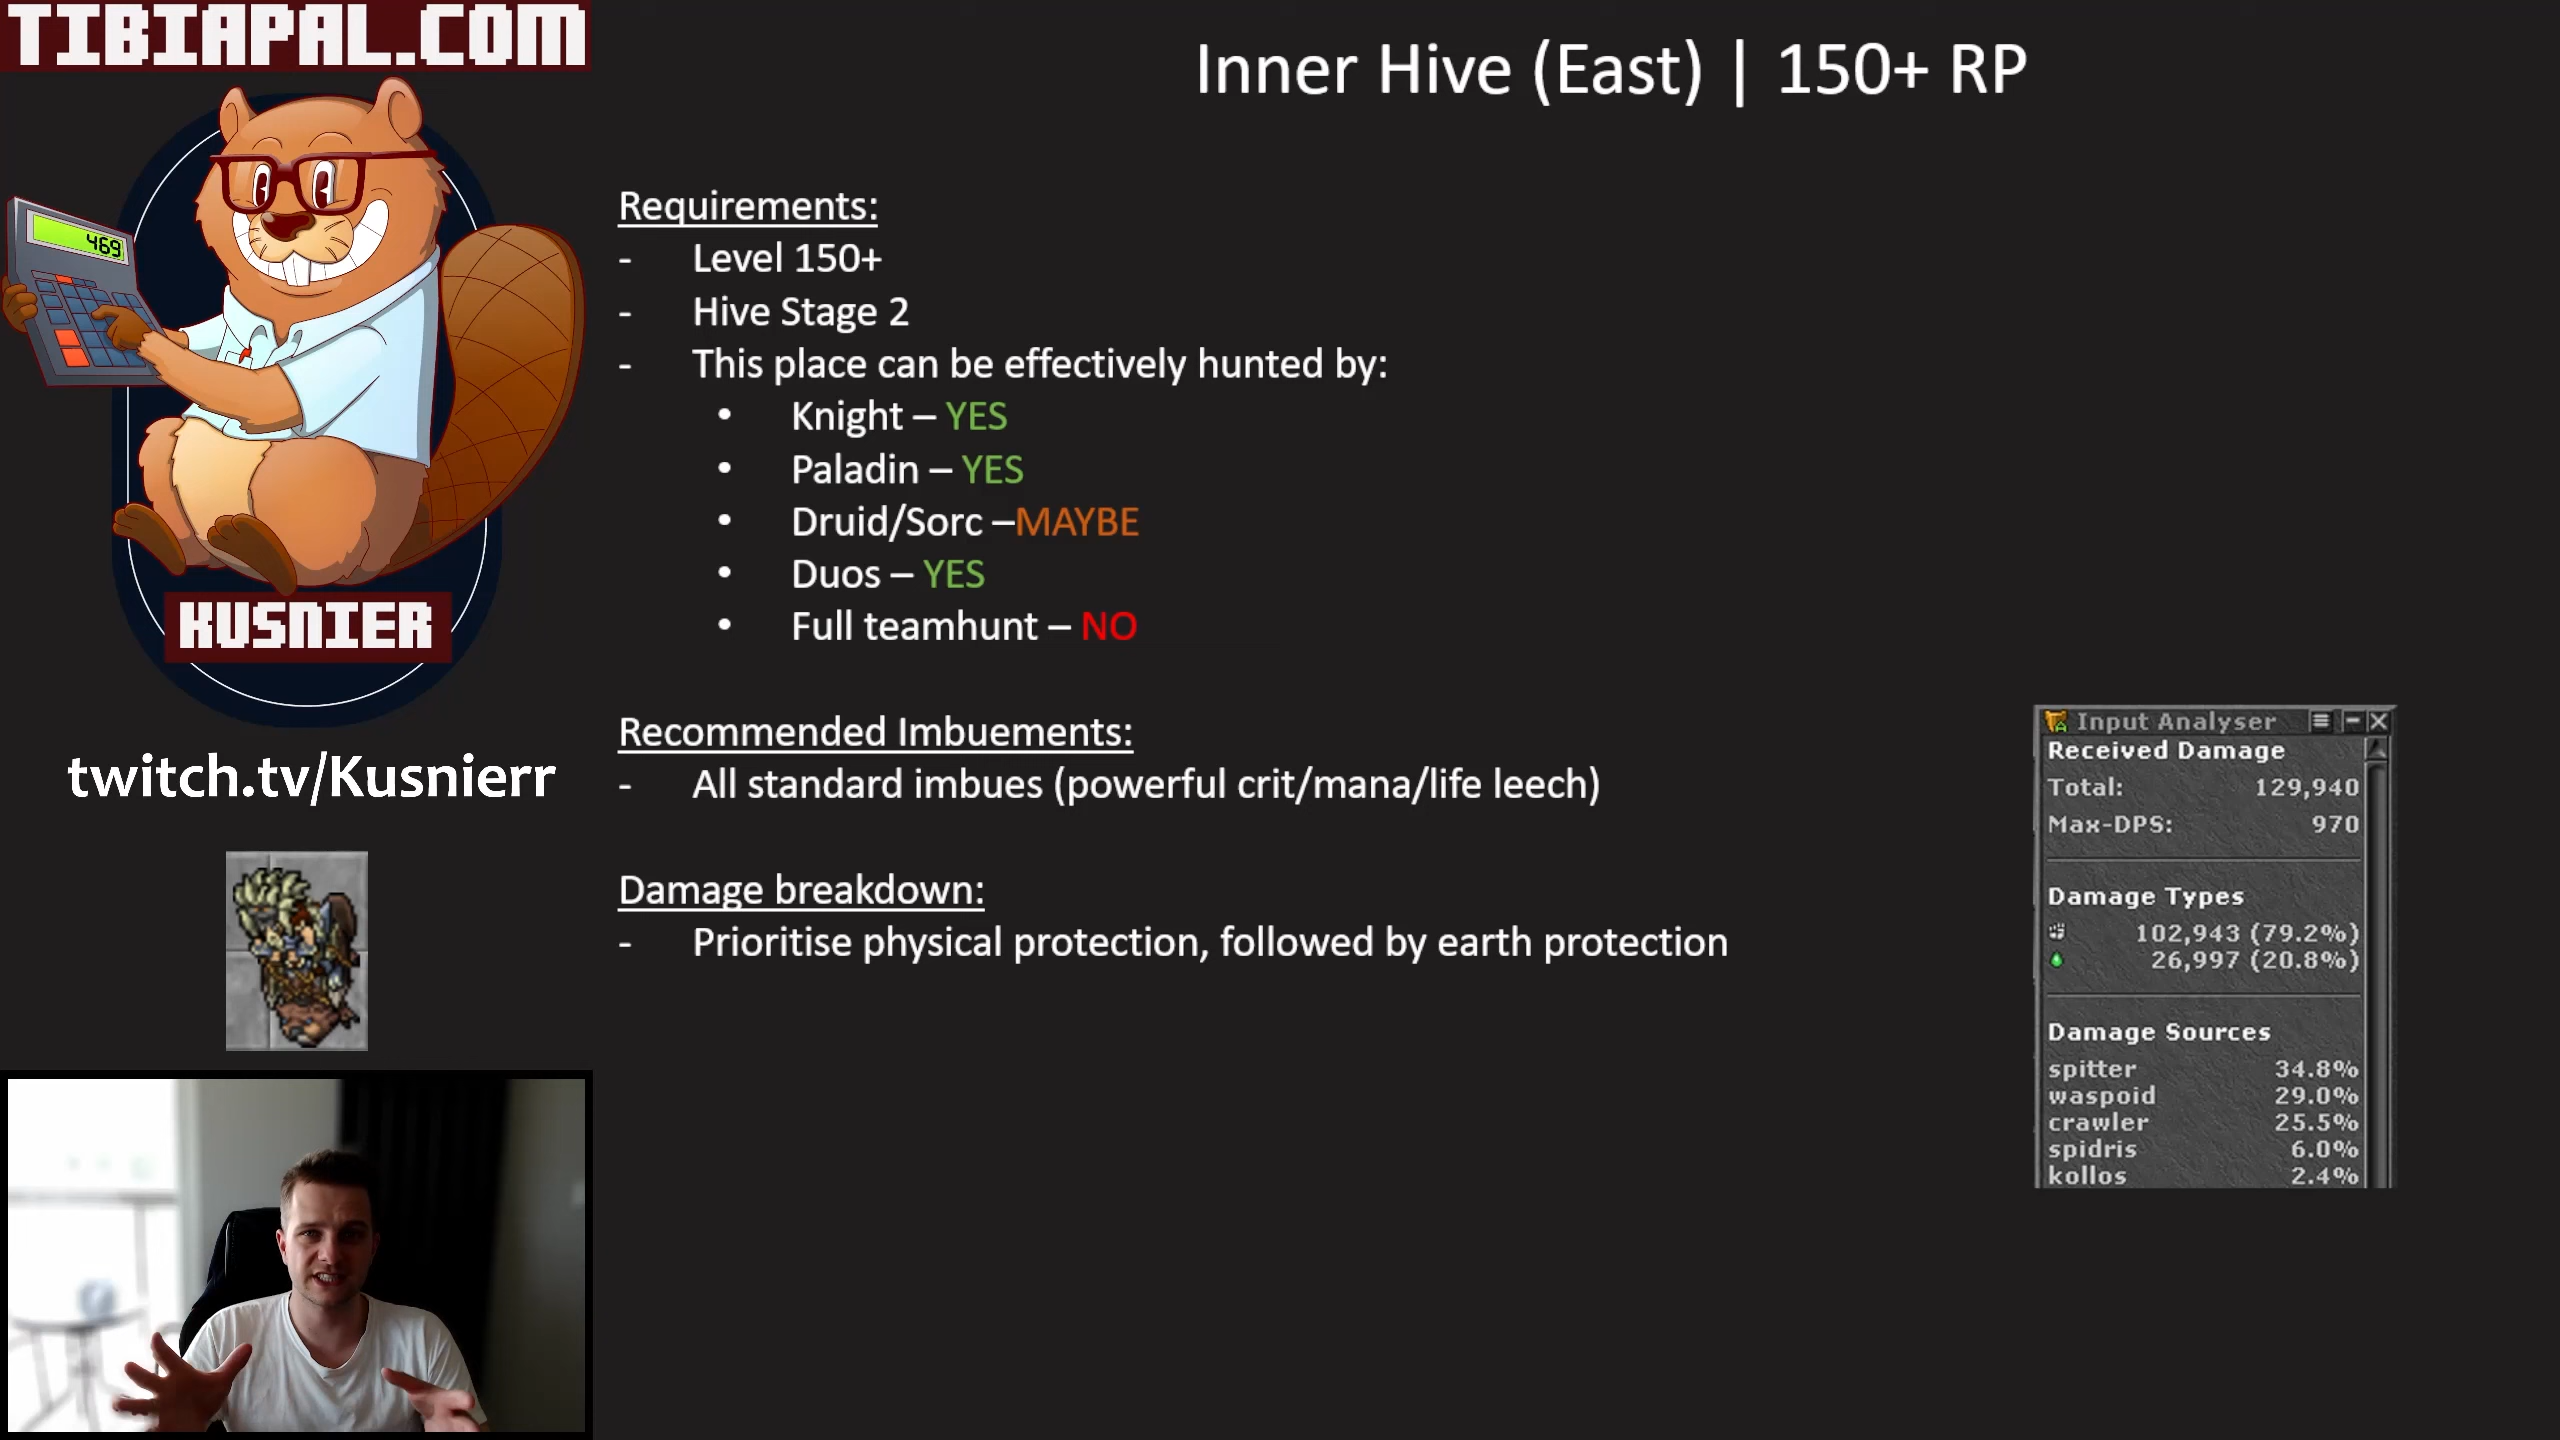 TIBIAPAL.COM
469
KUSNIER
twitch.tv/Kusnierr
Inner Hive (East) | 150+ RP
Requirements:
- Level 150+
- Hive Stage 2
- This place can be effectively hunted by:
• Knight – YES
• Paladin – YES
• Druid/Sorc –MAYBE
• Duos – YES
• Full teamhunt – NO
Recommended Imbuements:
- All standard imbues (powerful crit/mana/life leech)
Damage breakdown:
- Prioritise physical protection, followed by earth protection
Input Analyser
Received Damage
Total: 129,940
Max-DPS: 970
Damage Types
102,943 (79.2%)
26,997 (20.8%)
Damage Sources
spitter 34.8%
waspoid 29.0%
crawler 25.5%
spidris 6.0%
kollos 2.4%